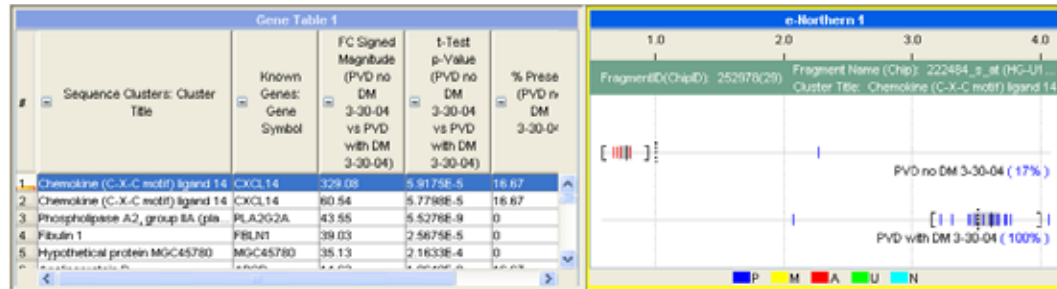 Gene Table 1
#
Sequence Clusters: Cluster
Title
Known
Genes:
Gene
Symbol
FC Signed
Magnitude
(PVD no
DM
3-30-04
vs PVD
with DM
3-30-04)
t-Test
p-Value
(PVD no
DM
3-30-04
vs PVD
with DM
3-30-04)
% Prese
(PVD n
DM
3-30-0
1 Chemokine (C-X-C motif) ligand 14 CXCL14 329.08 5.9175E-5 16.67
2 Chemokine (C-X-C motif) ligand 14 CXCL14 60.54 5.7798E-5 16.67
3 Phospholipase A2, group IIA (pla... PLA2G2A 43.55 5.5276E-9 0
4 Fibulin 1 FBLN1 39.03 2.5675E-5 0
5 Hypothetical protein MGC45780 MGC45780 35.13 2.1633E-4 0
e-Northern 1
1.0 2.0 3.0 4.0
FragmentID(ChipID): 252978(29)
Fragment Name (Chip): 222484_s_at (HG-U1...
Cluster Title: Chemokine (C-X-C motif) ligand 14
PVD no DM 3-30-04 ( 17% )
PVD with DM 3-30-04 ( 100% )
P M A U N